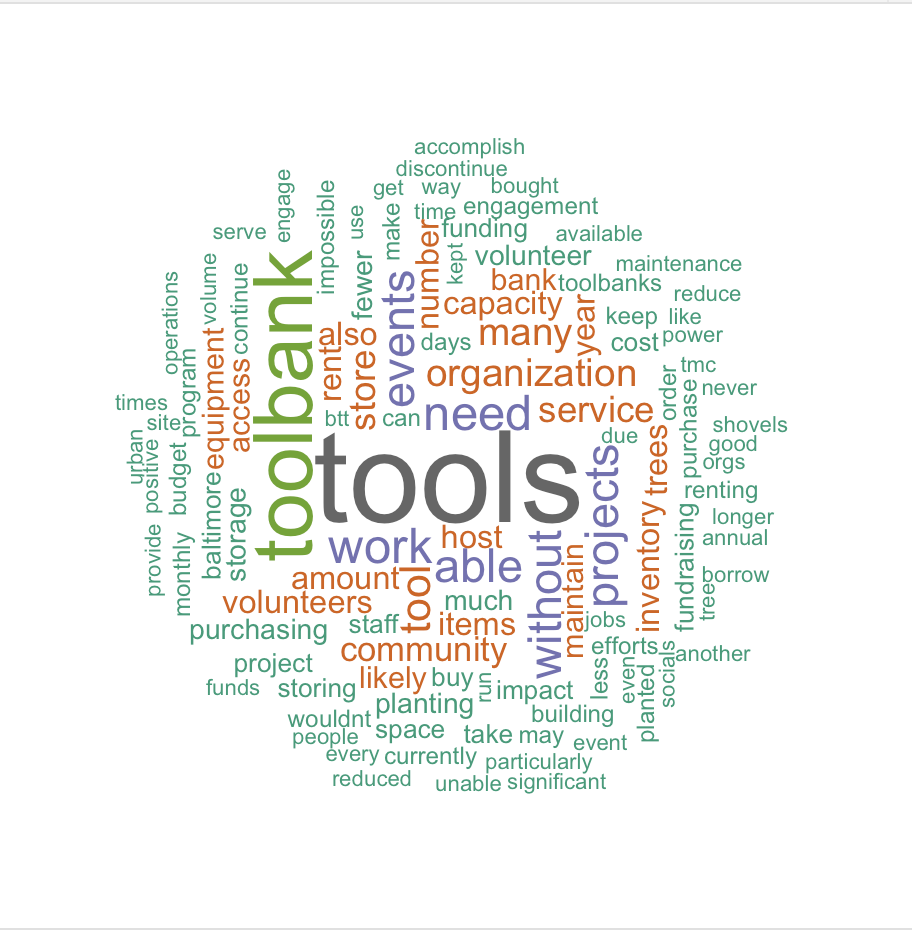 accomplish
discontinue
get way bought
time engagement
funding
available
serve
engage
impossible
use
make
number
kept
volunteer
maintenance
bank
toolbanks
reduce
capacity
year
keep like
operations
volume
continue
toolbank
fewer
events
also
days
many
cost
power
equipment
access
rent
store
organization
order
tmc
never
times
site
program
btt
can
need
service
due
purchase
shovels
good
orgs
urban
positive
budget
tools
projects
trees
renting
baltimore
storage
longer
annual
provide
monthly
work
host
able
without
maintain
inventory
fundraising
borrow
tree
amount
tool
volunteers
much
jobs
purchasing
staff
items
efforts
another
community
project
likely
buy
run
impact
less
even
planted
socials
funds
storing
planting
building
wouldnt
space
take may
people
event
every
currently
particularly
reduced
unable
significant